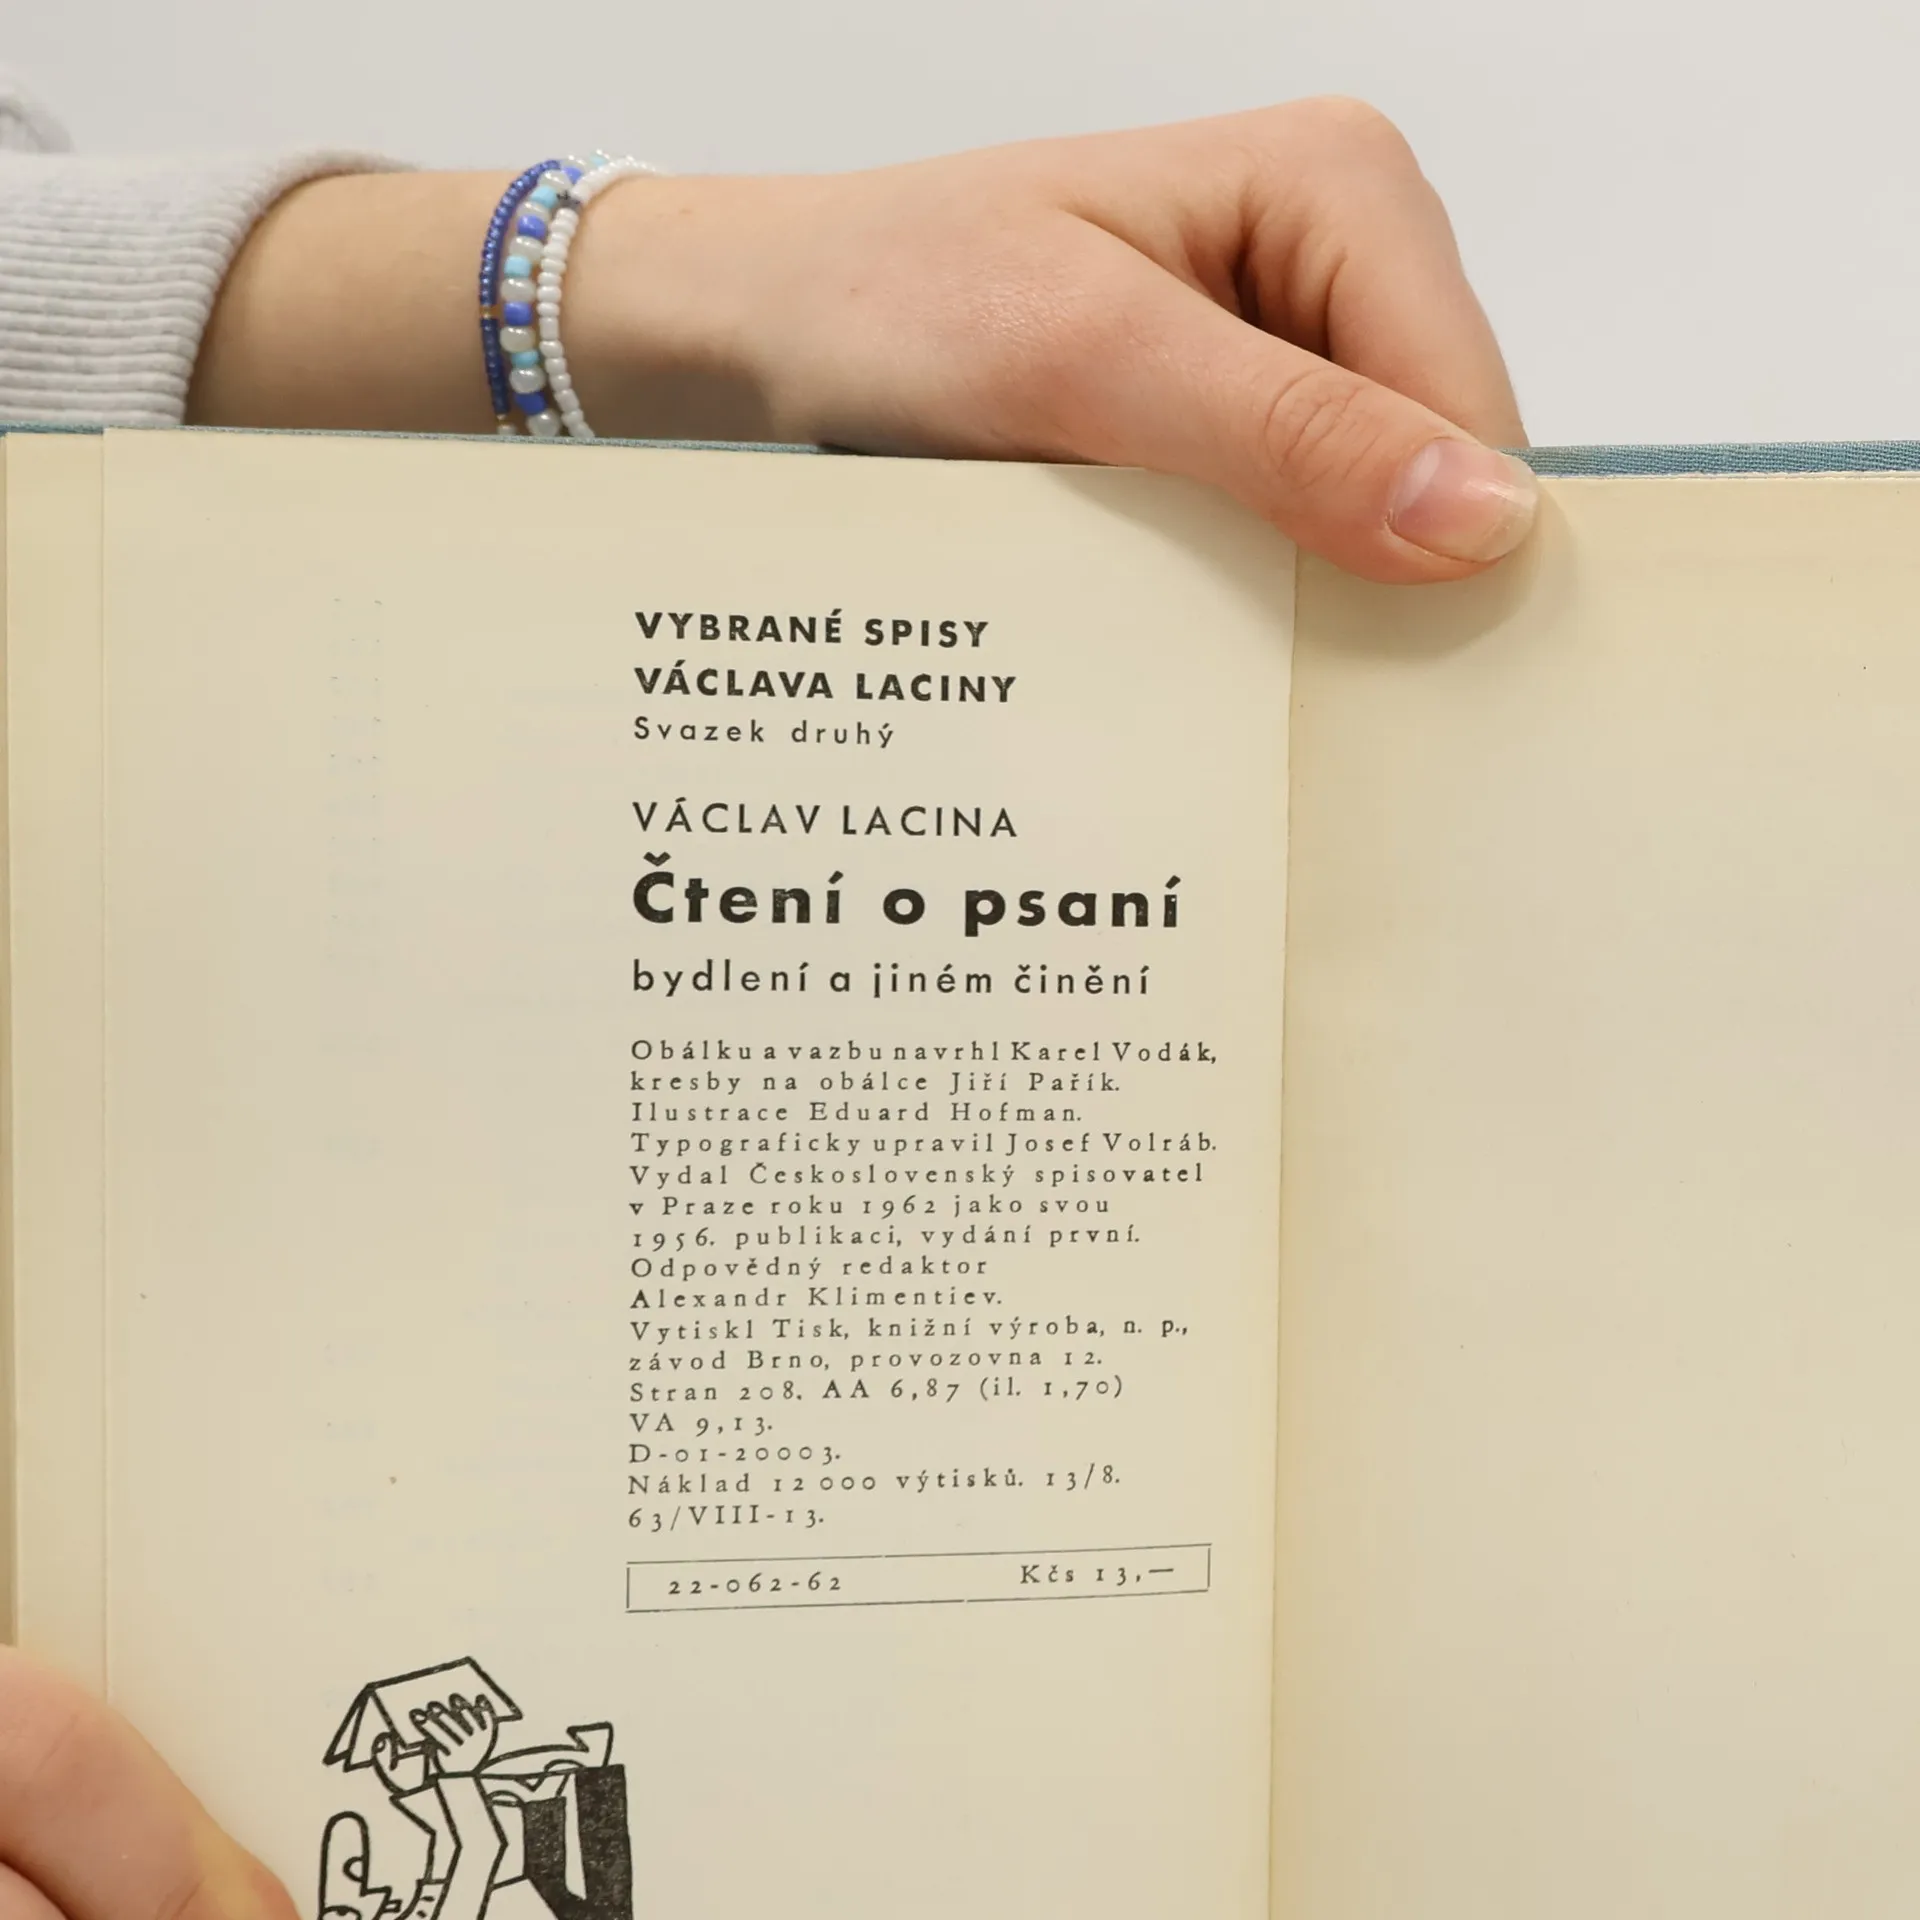 VYBRANÉ SPISY
VÁCLAVA LACINY
Svazek druhý
VÁCLAV LACINA
Čtení o psaní
bydlení a jiném činění
Obálku a vazbu navrhl Karel Vodák,
kresby na obálce Jiří Pařík.
Ilustrace Eduard Hofman.
Typograficky upravil Josef Volráb.
Vydal Československý spisovatel
v Praze roku 1962 jako svou
1956. publikaci, vydání první.
Odpovědný redaktor
Alexandr Klimentiev.
Vytiskl Tisk, knižní výroba, n. p.,
závod Brno, provozovna 12.
Stran 208. AA 6,87 (il. 1,70)
VA 9,13.
D-01-20003.
Náklad 12 000 výtisků. 13/8.
63/VIII-13.
22-062-62 Kčs 13,—